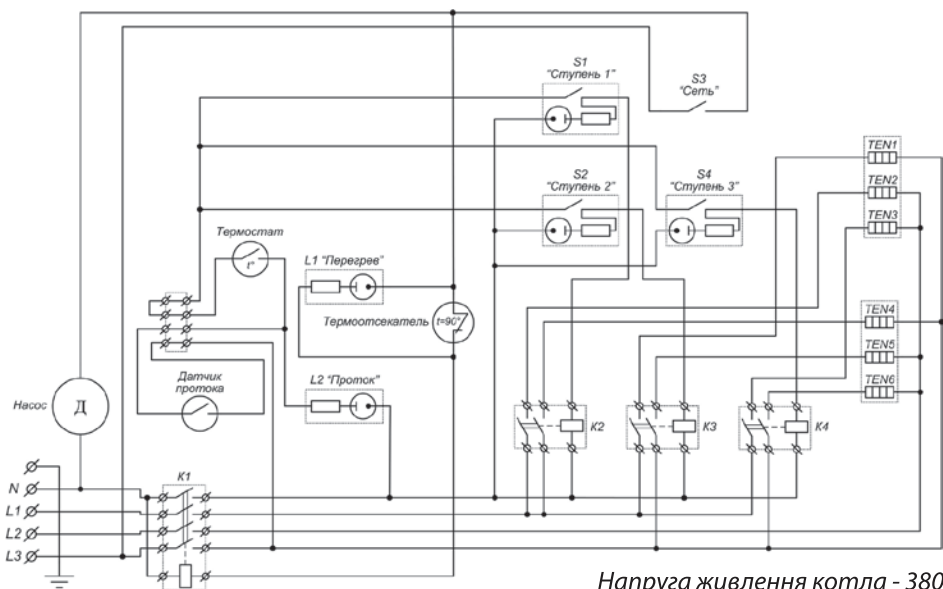 S1
"Ступень 1"
S3
"Сеть"
TEN1
TEN2
TEN3
S2
"Ступень 2"
S4
"Ступень 3"
Термостат
t°
L1 "Перегрев"
Термоотсекатель
t=90°
TEN4
TEN5
TEN6
Датчик
протока
L2 "Проток"
Насос
Д
K2
K3
K4
K1
N
L1
L2
L3
Напруга живлення котла - 380